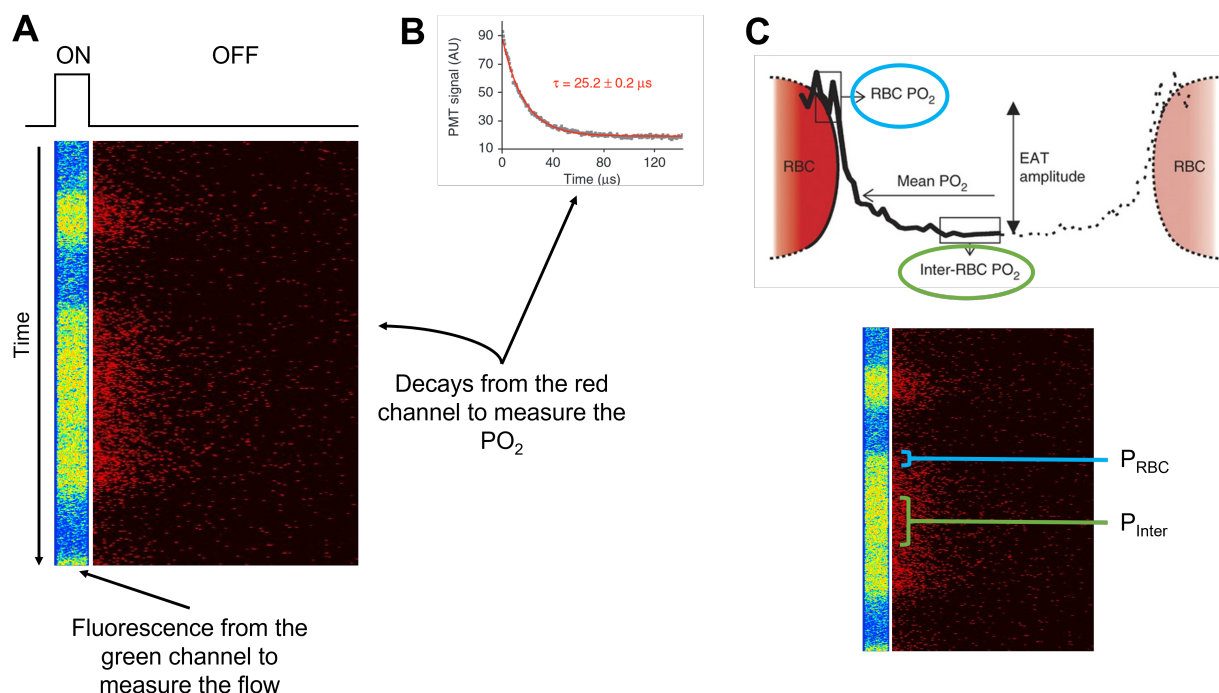 A
ON
OFF
Time
Fluorescence from the
green channel to
measure the flow
B
PMT signal (AU)
90
70
50
30
10
τ = 25.2 ± 0.2 μs
0
40
80
120
Time (μs)
Decays from the red
channel to measure the
PO₂
C
RBC PO₂
RBC
EAT
amplitude
RBC
Mean PO₂
Inter-RBC PO₂
P_RBC
P_Inter